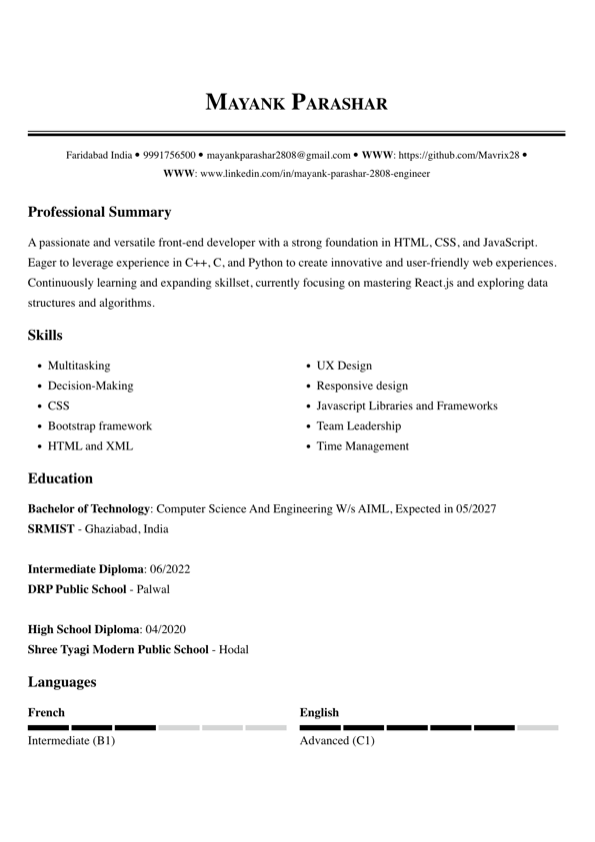 Mayank Parashar
Faridabad India • 9991756500 • mayankparashar2808@gmail.com • WWW: https://github.com/Mavrix28 •
WWW: www.linkedin.com/in/mayank-parashar-2808-engineer
Professional Summary
A passionate and versatile front-end developer with a strong foundation in HTML, CSS, and JavaScript.
Eager to leverage experience in C++, C, and Python to create innovative and user-friendly web experiences.
Continuously learning and expanding skillset, currently focusing on mastering React.js and exploring data
structures and algorithms.
Skills
• Multitasking
• Decision-Making
• CSS
• Bootstrap framework
• HTML and XML
• UX Design
• Responsive design
• Javascript Libraries and Frameworks
• Team Leadership
• Time Management
Education
Bachelor of Technology: Computer Science And Engineering W/s AIML, Expected in 05/2027
SRMIST - Ghaziabad, India
Intermediate Diploma: 06/2022
DRP Public School - Palwal
High School Diploma: 04/2020
Shree Tyagi Modern Public School - Hodal
Languages
French
Intermediate (B1)
English
Advanced (C1)